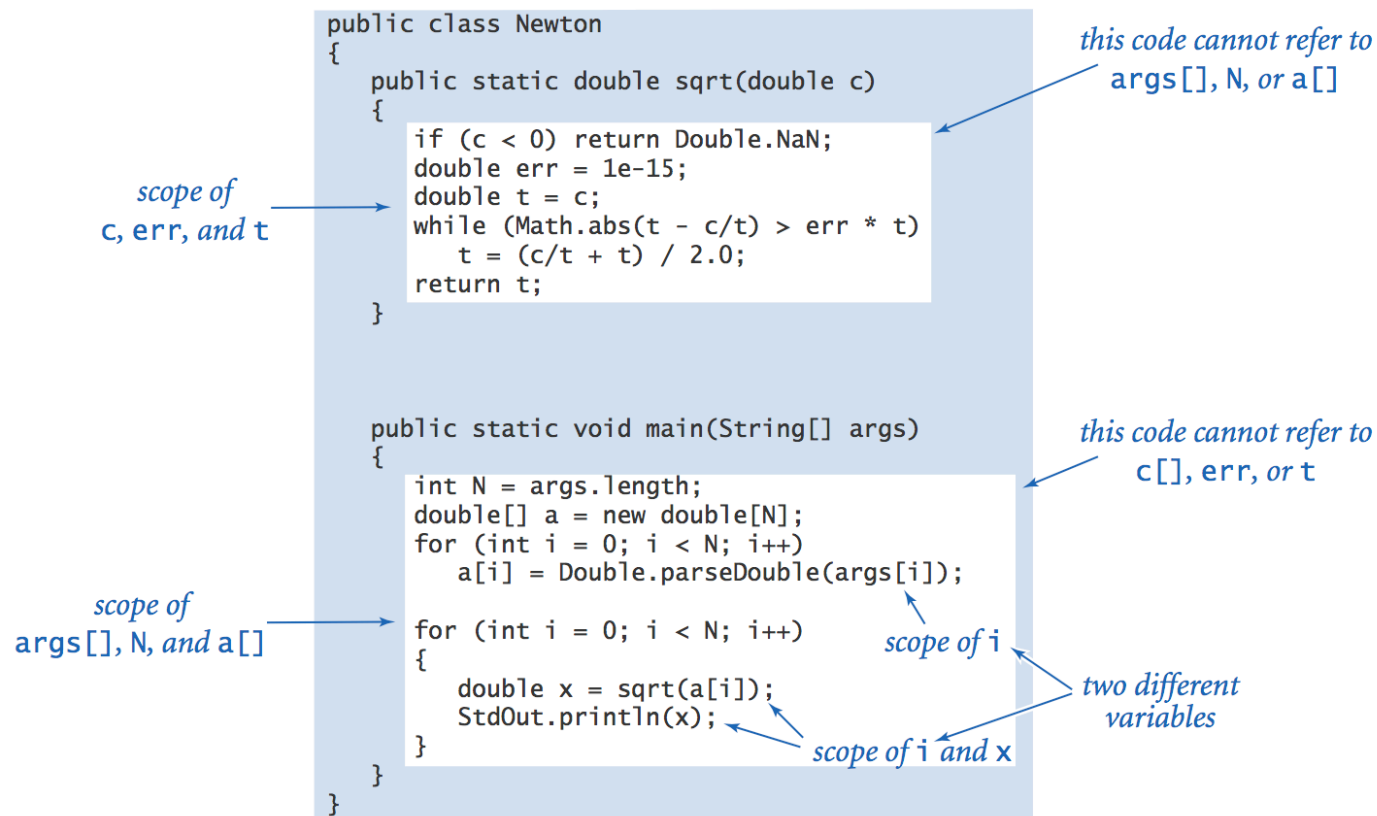 public class Newton
{
public static double sqrt(double c)
{
if (c < 0) return Double.NaN;
double err = 1e-15;
double t = c;
while (Math.abs(t - c/t) > err * t)
t = (c/t + t) / 2.0;
return t;
}
public static void main(String[] args)
{
int N = args.length;
double[] a = new double[N];
for (int i = 0; i < N; i++)
a[i] = Double.parseDouble(args[i]);
for (int i = 0; i < N; i++)
{
double x = sqrt(a[i]);
StdOut.println(x);
}
}
}
this code cannot refer to
args[], N, or a[]
scope of
c, err, and t
this code cannot refer to
c[], err, or t
scope of
args[], N, and a[]
scope of i
two different
variables
scope of i and x